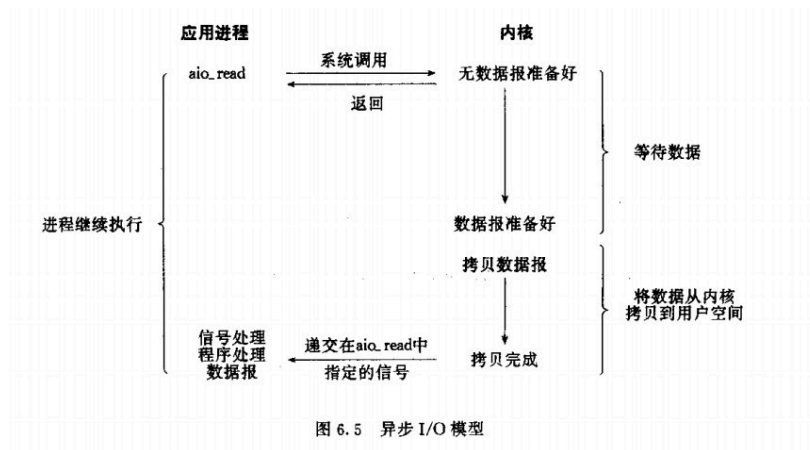 应用进程
内核
aio_read
系统调用
无数据报准备好
返回
等待数据
进程继续执行
数据报准备好
拷贝数据报
将数据从内核
拷贝到用户空间
信号处理
程序处理
数据报
递交在aio_read中
指定的信号
拷贝完成
图 6.5 异步 I/O 模型